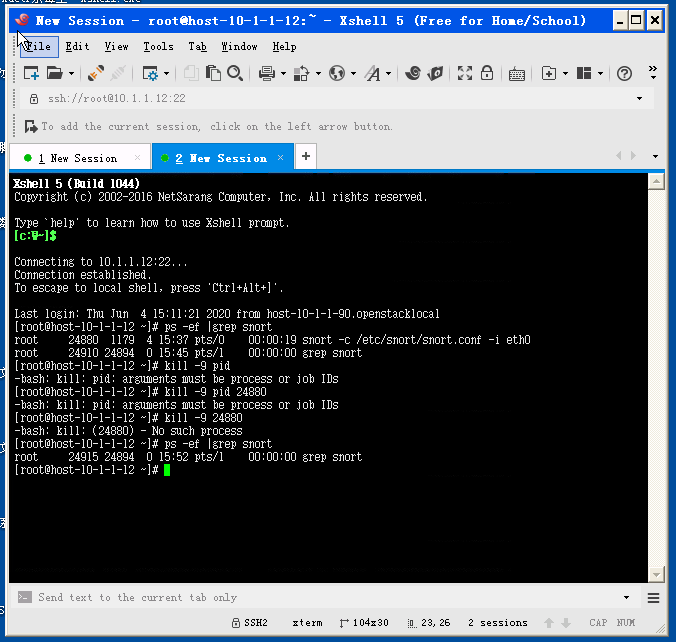 New Session - root@host-10-1-1-12:~ - Xshell 5 (Free for Home/School)
File Edit View Tools Tab Window Help
ssh://root@10.1.1.12:22
To add the current session, click on the left arrow button.
1 New Session × 2 New Session × +
Xshell 5 (Build 1044)
Copyright (c) 2002-2016 NetSarang Computer, Inc. All rights reserved.
Type `help' to learn how to use Xshell prompt.
[c:₩~]$
Connecting to 10.1.1.12:22...
Connection established.
To escape to local shell, press 'Ctrl+Alt+]'.
Last login: Thu Jun  4 15:11:21 2020 from host-10-1-1-90.openstacklocal
[root@host-10-1-1-12 ~]# ps -ef |grep snort
root     24880  1179  4 15:37 pts/0    00:00:19 snort -c /etc/snort/snort.conf -i eth0
root     24910 24894  0 15:45 pts/1    00:00:00 grep snort
[root@host-10-1-1-12 ~]# kill -9 pid
-bash: kill: pid: arguments must be process or job IDs
[root@host-10-1-1-12 ~]# kill -9 pid 24880
-bash: kill: pid: arguments must be process or job IDs
[root@host-10-1-1-12 ~]# kill -9 24880
-bash: kill: (24880) - No such process
[root@host-10-1-1-12 ~]# ps -ef |grep snort
root     24915 24894  0 15:52 pts/1    00:00:00 grep snort
[root@host-10-1-1-12 ~]#
Send text to the current tab only
SSH2 xterm 104x30 23,26 2 sessions CAP NUM